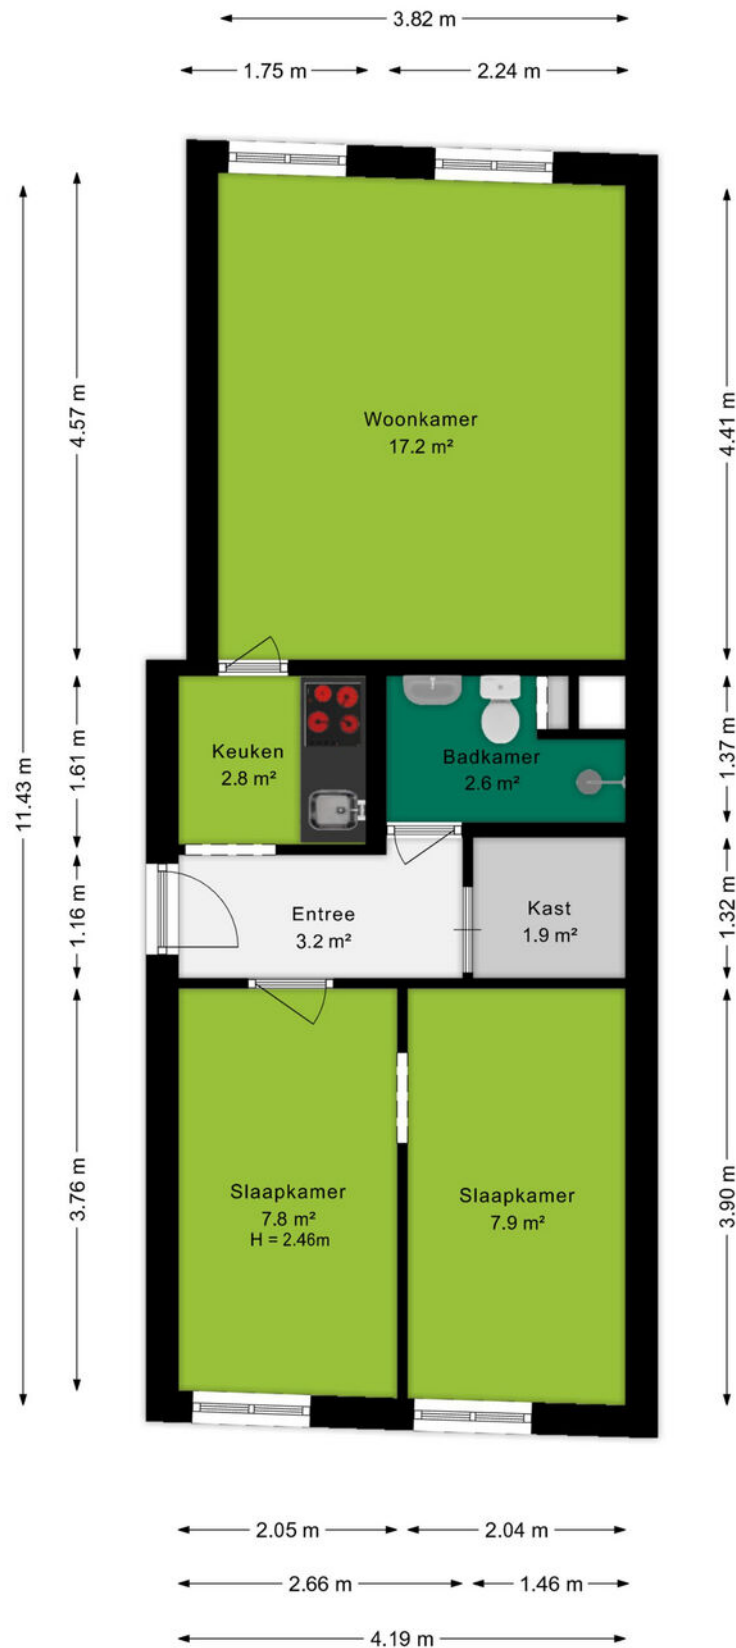 3.82 m
1.75 m
2.24 m
4.57 m
4.41 m
Woonkamer
17.2 m²
11.43 m
1.61 m
Keuken
2.8 m²
Badkamer
2.6 m²
1.37 m
1.16 m
Entree
3.2 m²
Kast
1.9 m²
1.32 m
3.76 m
Slaapkamer
7.8 m²
H = 2.46m
Slaapkamer
7.9 m²
3.90 m
2.05 m
2.04 m
2.66 m
1.46 m
4.19 m